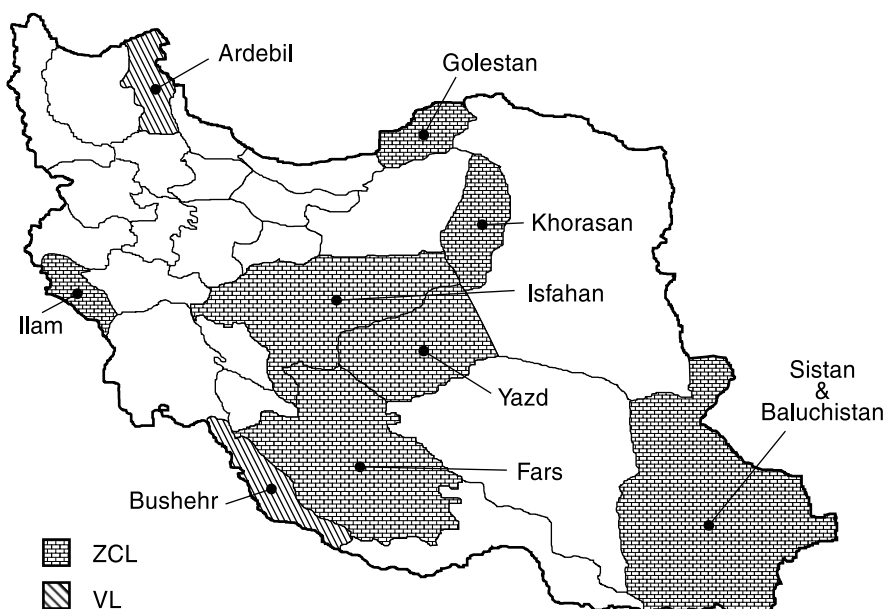 Ardebil
Golestan
Khorasan
Isfahan
Ilam
Yazd
Sistan
&
Baluchistan
Fars
Bushehr
ZCL
VL